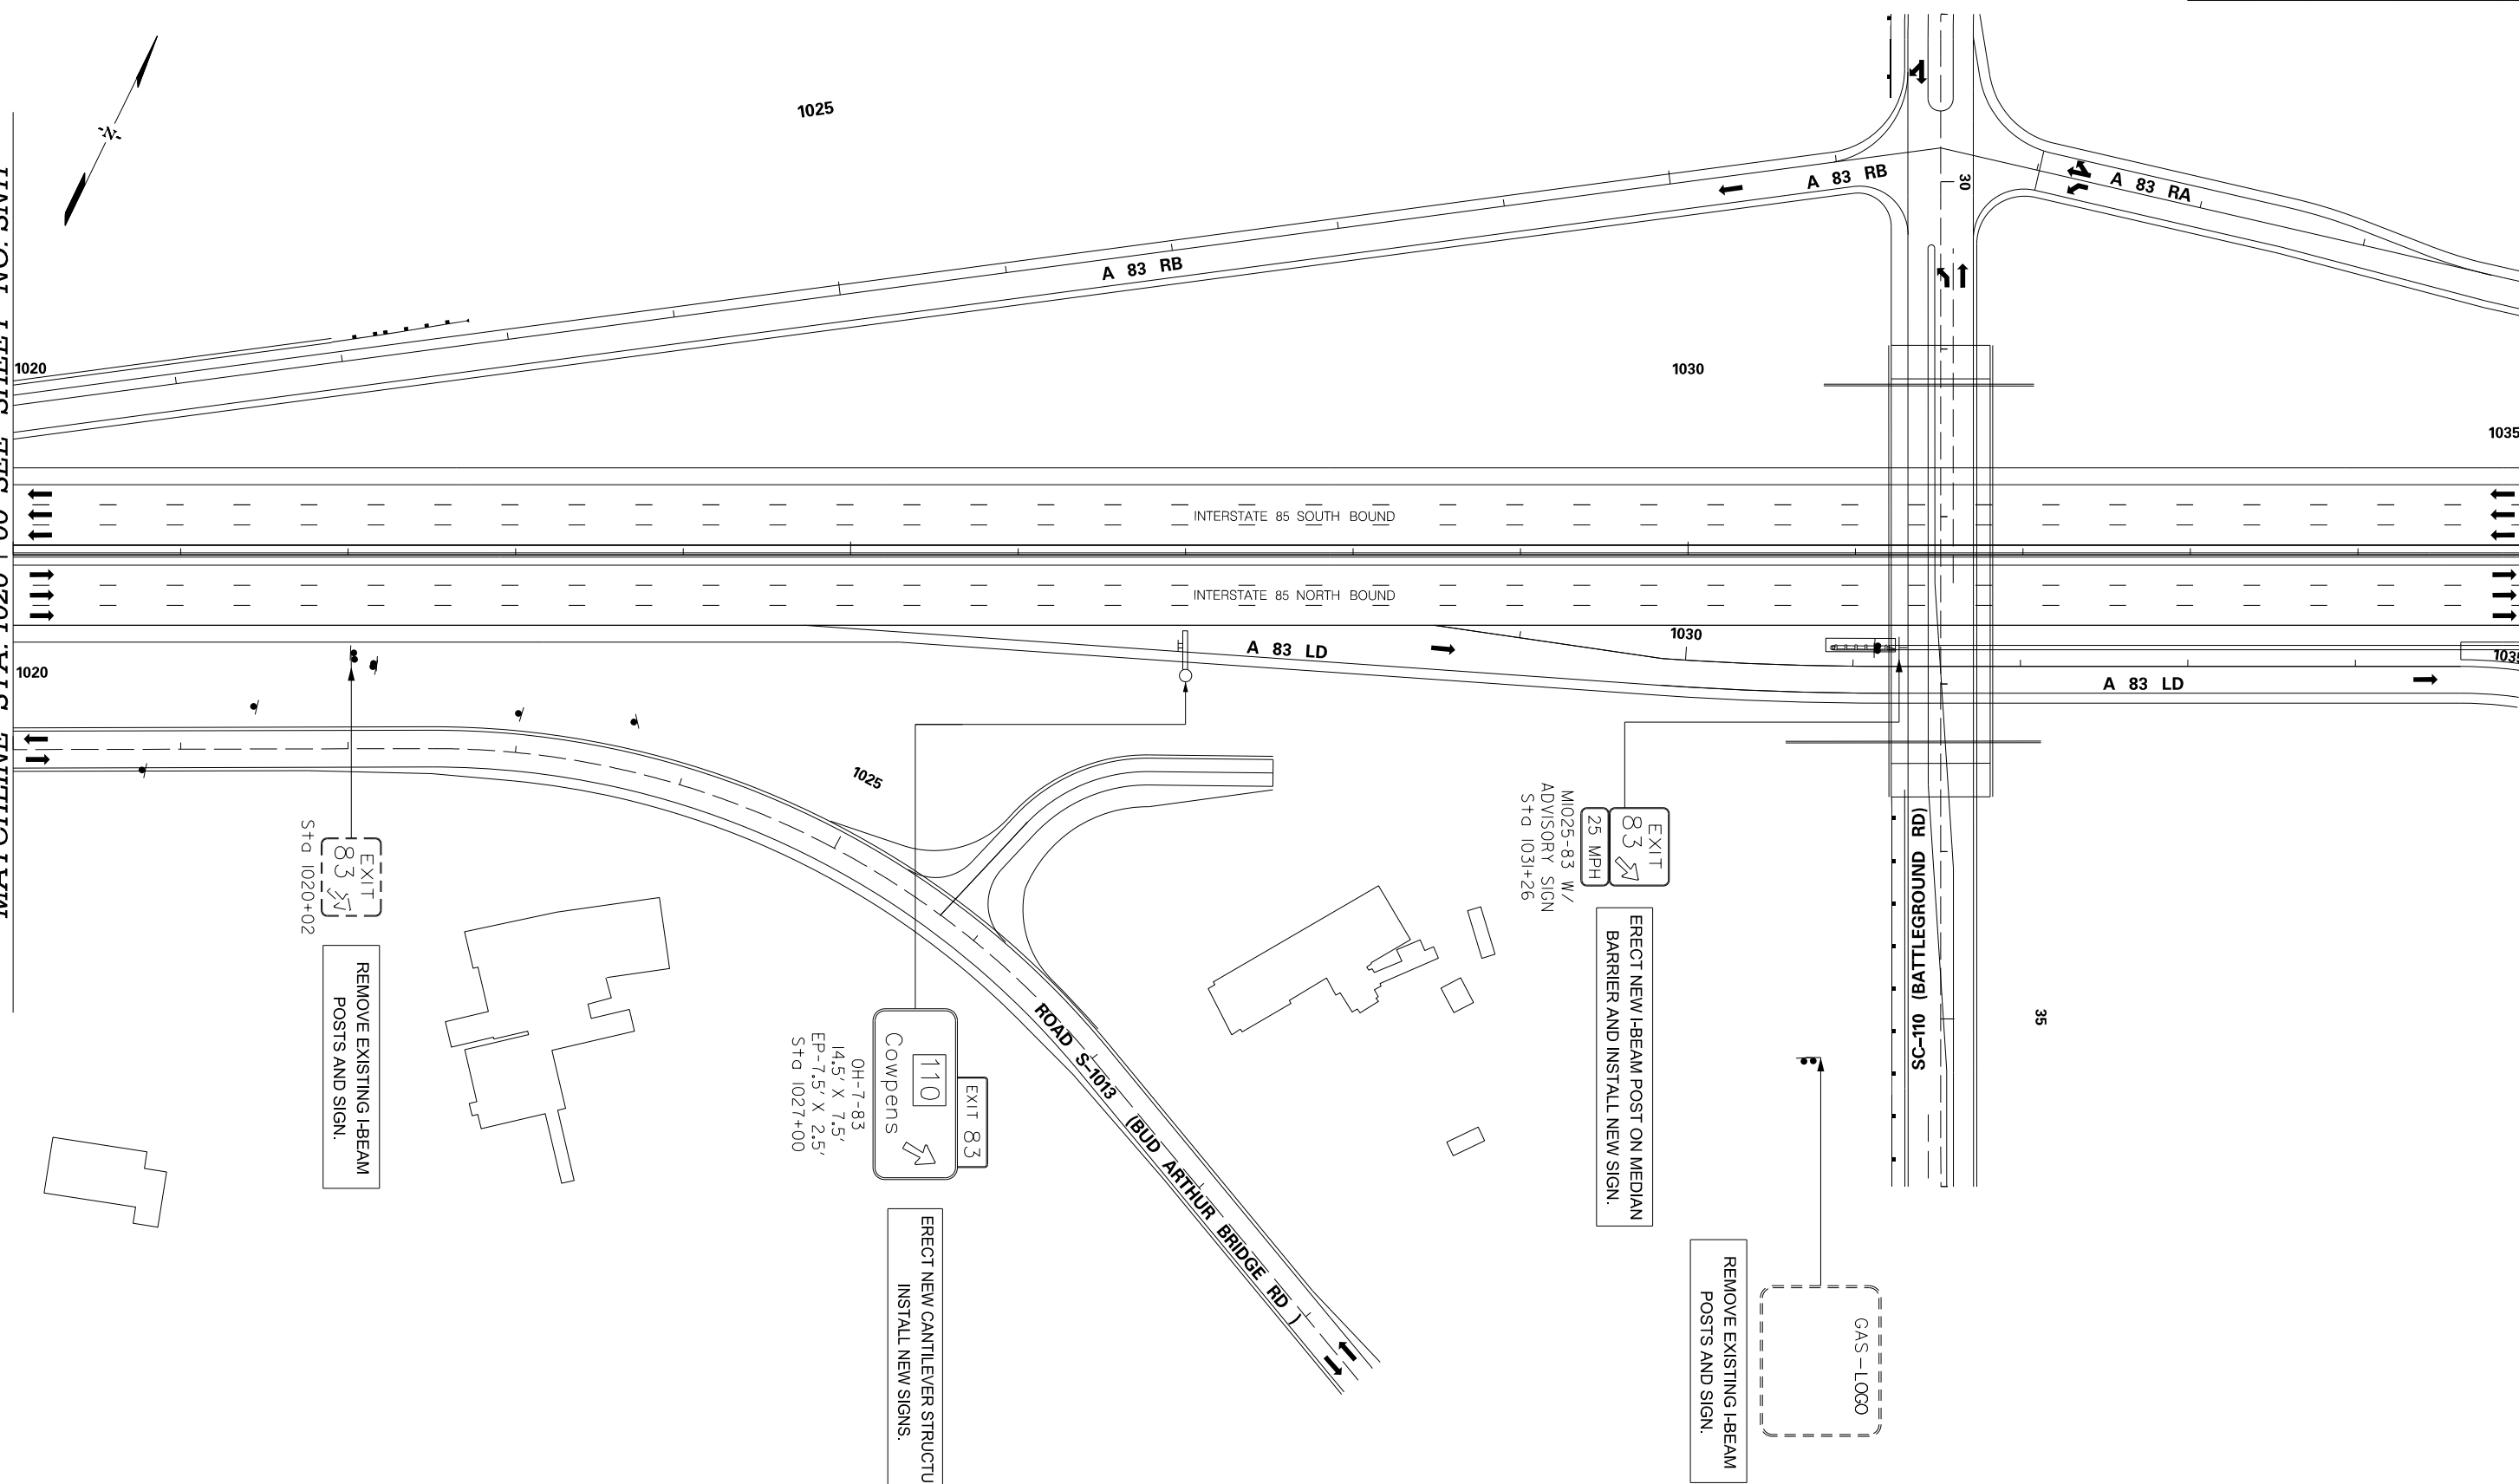 1025
-N-
30
A 83 RB
A 83 RA
A 83 RB
1020
1030
1035
INTERSTATE 85 SOUTH BOUND
INTERSTATE 85 NORTH BOUND
1030
A 83 LD
1020
A 83 LD
1025
EXIT
83
Sta 1020+02
REMOVE EXISTING I-BEAM
POSTS AND SIGN.
EXIT 83
110
Cowpens
OH-7-83
14.5' X 7.5'
EP-7.5' X 2.5'
Sta 1027+00
INSTALL NEW SIGNS.
ERECT NEW CANTILEVER
ROAD S-1013 (BUD ARTHUR BRIDGE RD )
EXIT
83
25 MPH
M1025-83 W/
ADVISORY SIGN
Sta 1031+26
ERECT NEW I-BEAM POST ON MEDIAN
BARRIER AND INSTALL NEW SIGN.
SC-110 (BATTLEGROUND RD)
35
GAS-LOGO
REMOVE EXISTING I-BEAM
POSTS AND SIGN.